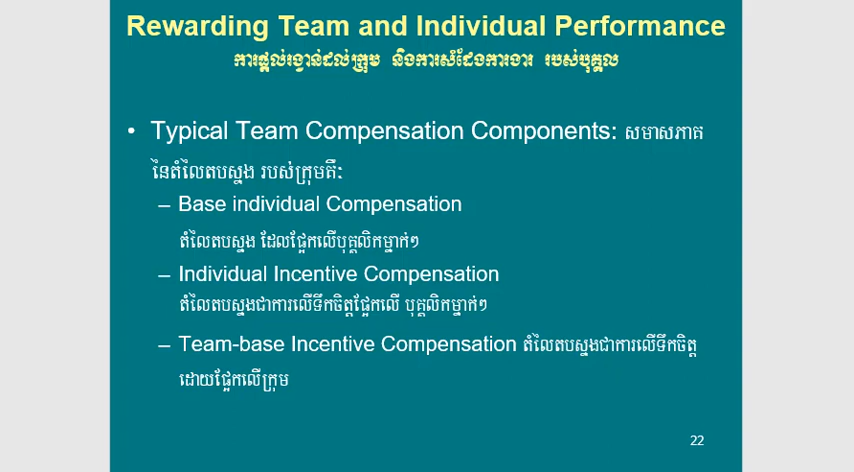 Rewarding Team and Individual Performance
ការផ្តល់រង្វាន់ដល់ក្រុម និងការសំដែងការងារ របស់បុគ្គល
• Typical Team Compensation Components: សមាសភាគ
នៃតំលៃតបស្នង របស់ក្រុមគឺៈ
– Base individual Compensation
តំលៃតបស្នង ដែលផ្អែកលើបុគ្គលិកម្នាក់ៗ
– Individual Incentive Compensation
តំលៃតបស្នងជាការលើទឹកចិត្តផ្អែកលើ បុគ្គលិកម្នាក់ៗ
– Team-base Incentive Compensation តំលៃតបស្នងជាការលើទឹកចិត្ត
ដោយផ្អែកលើក្រុម
22